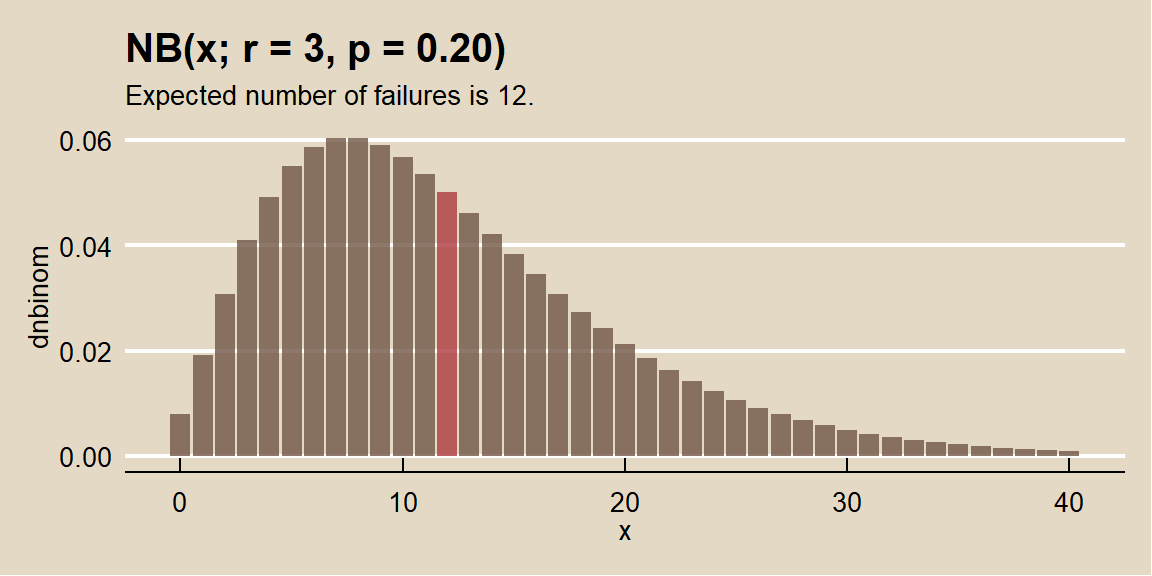 NB(x; r = 3, p = 0.20)
Expected number of failures is 12.
0.06
0.04
0.02
0.00
dnbinom
0 10 20 30 40
x